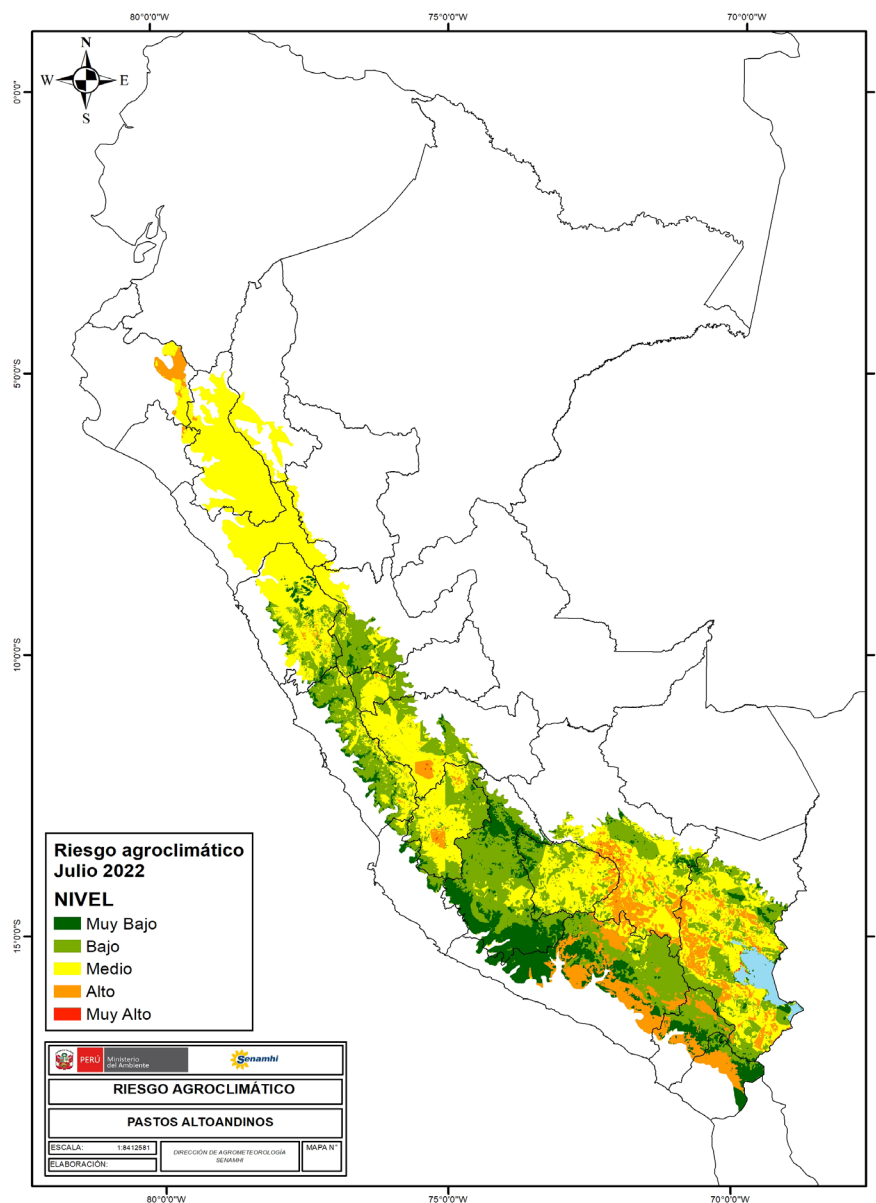 80°0'0"W 75°0'0"W 70°0'0"W
N
W E
S
0°0'0"
5°0'0"S
10°0'0"S
15°0'0"S
Riesgo agroclimático
Julio 2022
NIVEL
Muy Bajo
Bajo
Medio
Alto
Muy Alto
PERÚ Ministerio del Ambiente Senamhi
RIESGO AGROCLIMÁTICO
PASTOS ALTOANDINOS
ESCALA: 1:8412581 DIRECCIÓN DE AGROMETEOROLOGÍA MAPA N°
ELABORACIÓN: SENAMHI
80°0'0"W 75°0'0"W 70°0'0"W